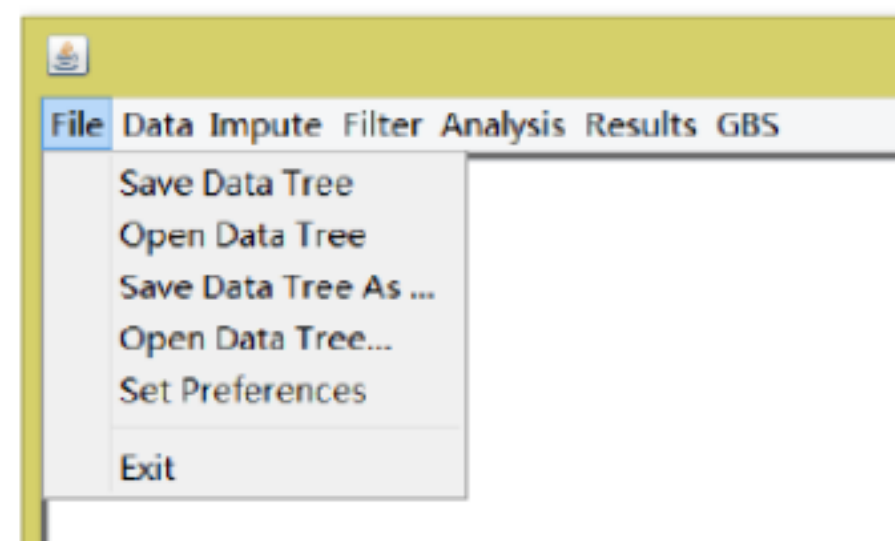 File Data Impute Filter Analysis Results GBS
Save Data Tree
Open Data Tree
Save Data Tree As ...
Open Data Tree...
Set Preferences
Exit